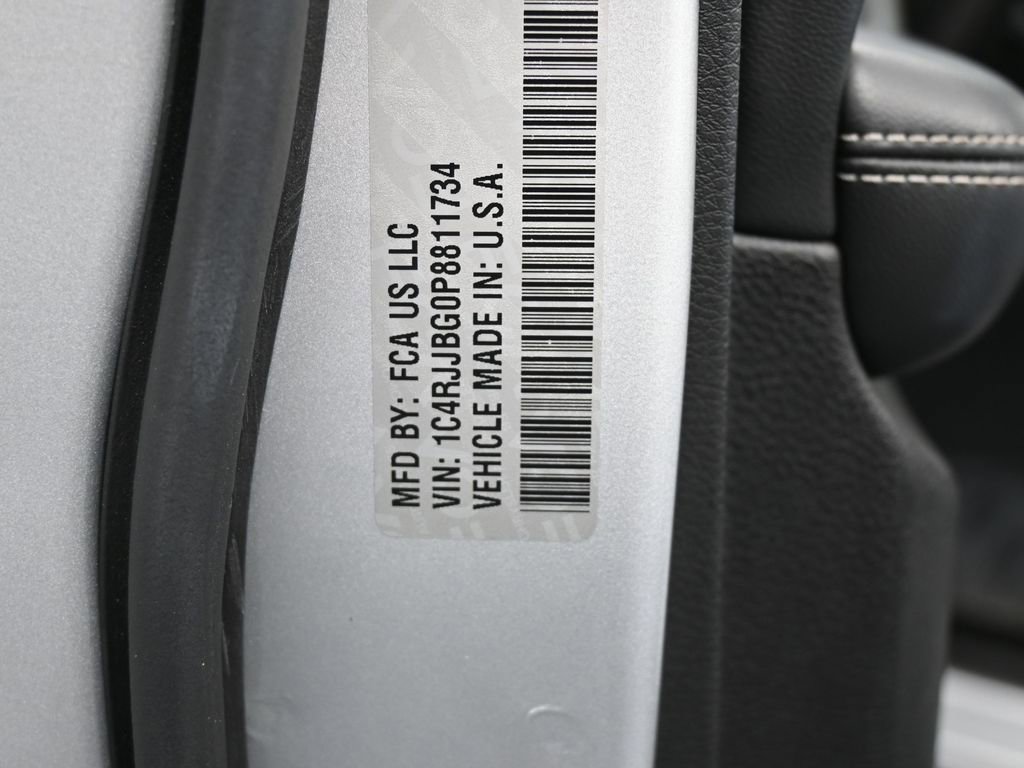 MFD BY: FCA US LLC
VIN: 1C4RJJBG0P8811734
VEHICLE MADE IN: U.S.A.